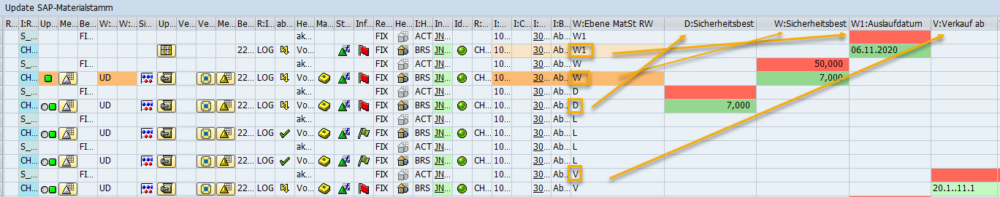 Update SAP-Materialstamm
R... I:R... Up... Me... Be... W:... W:... Si... Up... Ve... Ve... Me... Be... R:I... ab... He... Ma... St... Inf... Re... He... I:H... In... Id... R:... I:... I:C... I:... I:B... W:Ebene MatSt RW D:Sicherheitsbest W:Sicherheitsbest W1:Auslaufdatum V:Verkauf ab
S_... FI... ak... FIX ACT JN... 10... 30... Ab... W1
CH... 22... LOG Vo... FIX BRS JN... CH... 10... 30... Ab... W1 06.11.2020
S_... FI... ak... FIX ACT JN... 10... 30... Ab... W 50,000
CH... UD 22... LOG Vo... FIX BRS JN... CH... 10... 30... Ab... W 7,000
S_... FI... ak... FIX ACT JN... 10... 30... Ab... D
CH... UD 22... LOG Vo... FIX BRS JN... CH... 10... 30... Ab... D 7,000
S_... FI... ak... FIX ACT JN... 10... 30... Ab... L
CH... UD 22... LOG Vo... FIX BRS JN... CH... 10... 30... Ab... L
S_... FI... ak... FIX ACT JN... 10... 30... Ab... L
CH... UD 22... LOG Vo... FIX BRS JN... CH... 10... 30... Ab... L
S_... FI... ak... FIX ACT JN... 10... 30... Ab... V
CH... UD 22... LOG Vo... FIX BRS JN... CH... 10... 30... Ab... V 20.1..11.1